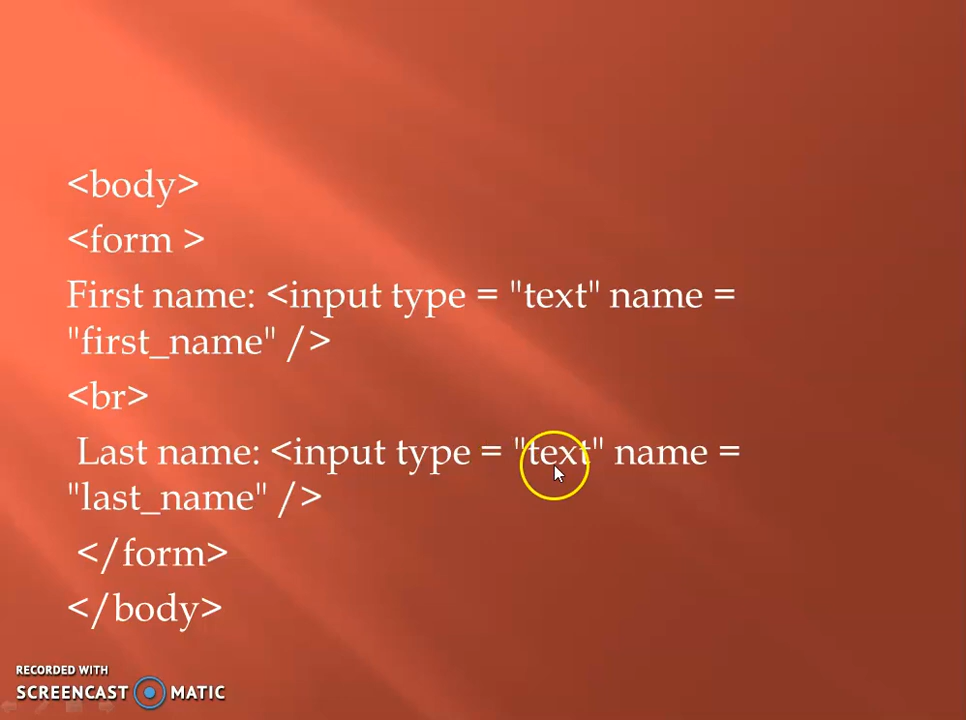 <body>
<form >
First name: <input type = "text" name =
"first_name" />
<br>
Last name: <input type = "text" name =
"last_name" />
</form>
</body>
RECORDED WITH
SCREENCAST MATIC